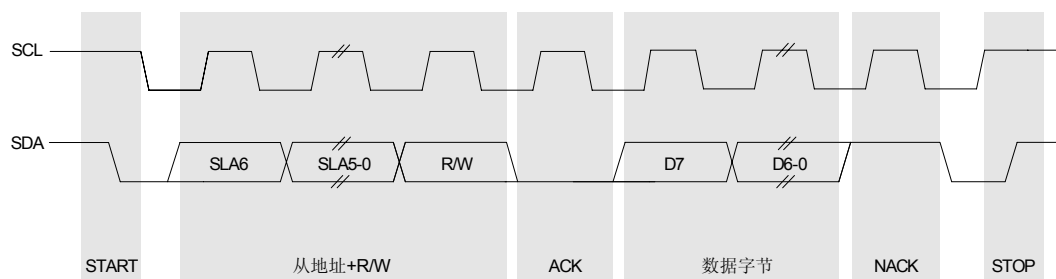 SCL
SDA
SLA6 SLA5-0 R/W D7 D6-0
START 从地址+R/W ACK 数据字节 NACK STOP